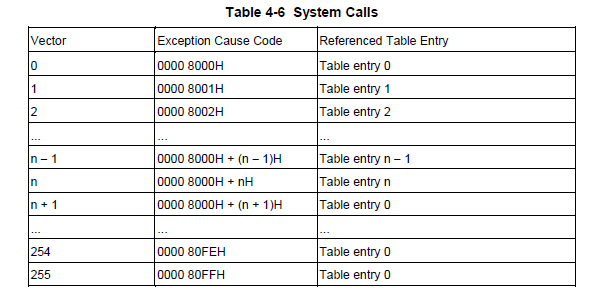 Table 4-6 System Calls
Vector Exception Cause Code Referenced Table Entry
0 0000 8000H Table entry 0
1 0000 8001H Table entry 1
2 0000 8002H Table entry 2
... ... ...
n – 1 0000 8000H + (n – 1)H Table entry n – 1
n 0000 8000H + nH Table entry n
n + 1 0000 8000H + (n + 1)H Table entry 0
... ... ...
254 0000 80FEH Table entry 0
255 0000 80FFH Table entry 0